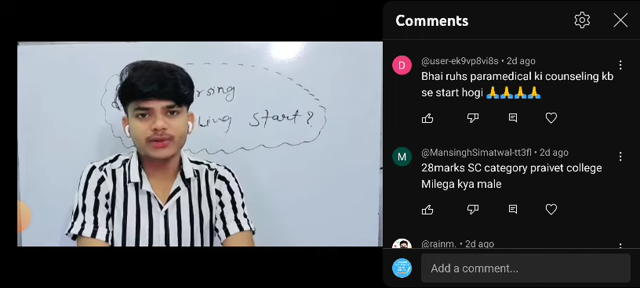 Comments
@user-ek9vp8vi8s • 2d ago
Bhai ruhs paramedical ki counseling kb
se start hogi 🙏🙏🙏🙏
@MansinghSimatwal-tt3fl • 2d ago
28marks SC category praivet college
Milega kya male
@rainm. • 2d ago
Add a comment...
start?